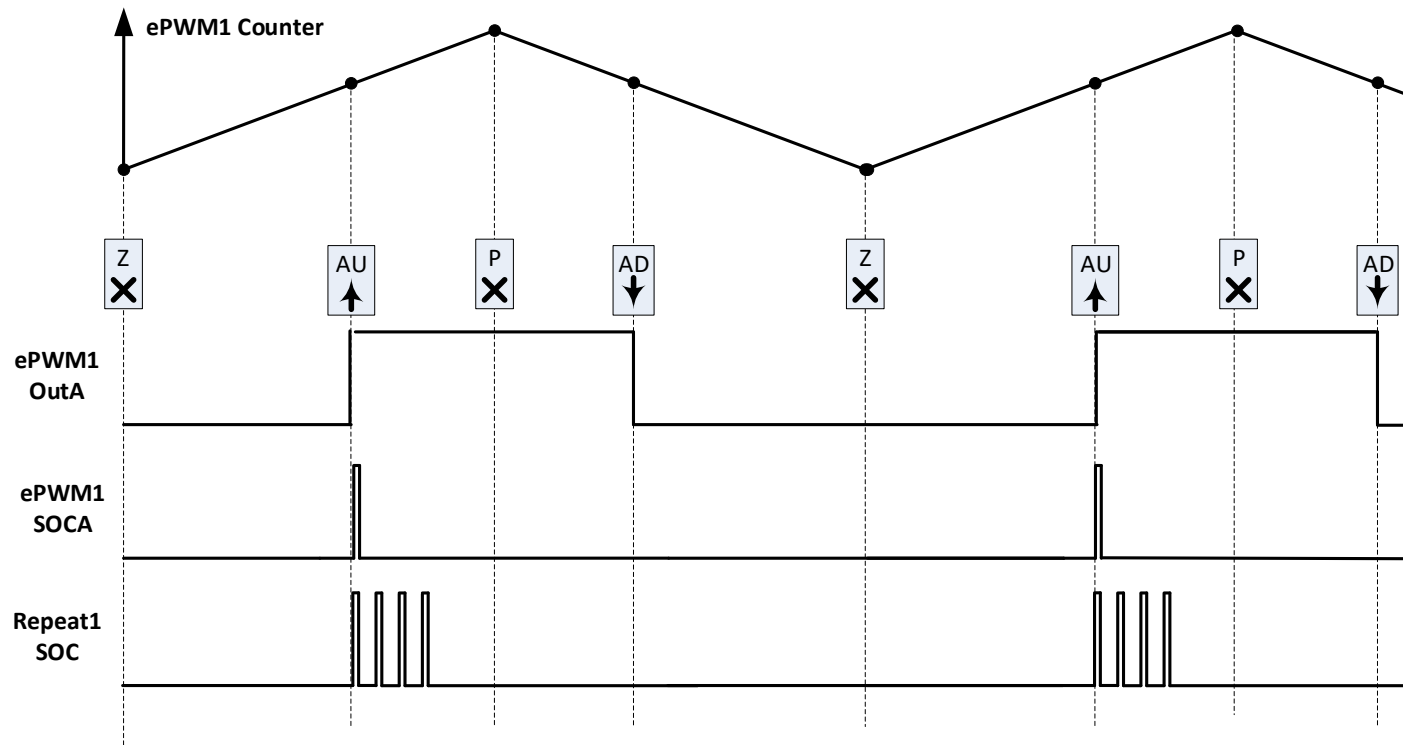 ePWM1 Counter
Z
AU
P
AD
Z
AU
P
AD
ePWM1
OutA
ePWM1
SOCA
Repeat1
SOC